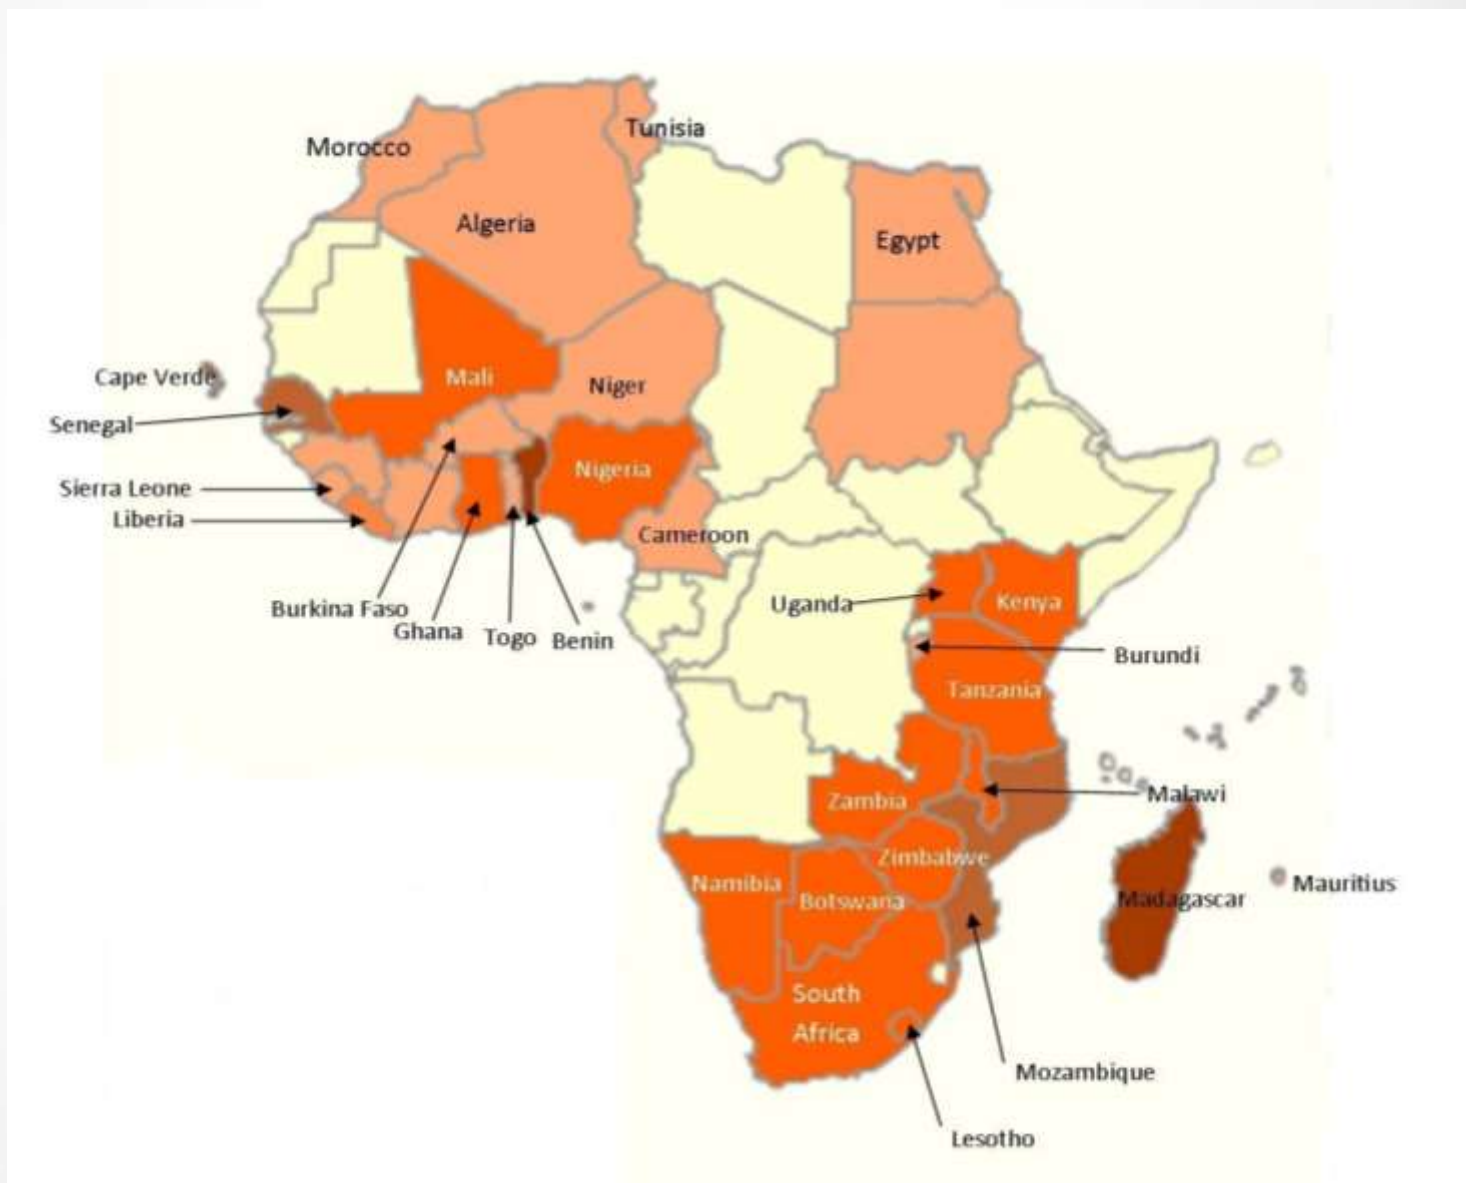 Tunisia
Morocco
Algeria
Egypt
Cape Verde
Mali
Niger
Senegal
Nigeria
Sierra Leone
Liberia
Cameroon
Burkina Faso
Ghana
Togo
Benin
Uganda
Kenya
Burundi
Tanzania
Malawi
Zambia
Zimbabwe
Namibia
Botswana
Madagascar
Mauritius
South
Africa
Mozambique
Lesotho